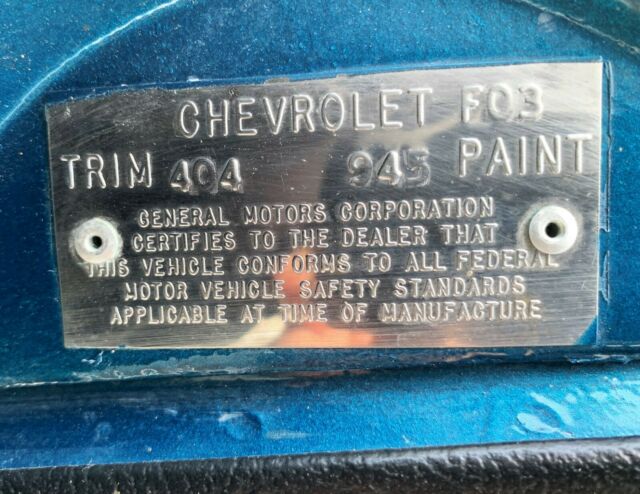 CHEVROLET F03
TRIM 404 945 PAINT
GENERAL MOTORS CORPORATION
CERTIFIES TO THE DEALER THAT
THIS VEHICLE CONFORMS TO ALL FEDERAL
MOTOR VEHICLE SAFETY STANDARDS
APPLICABLE AT TIME OF MANUFACTURE